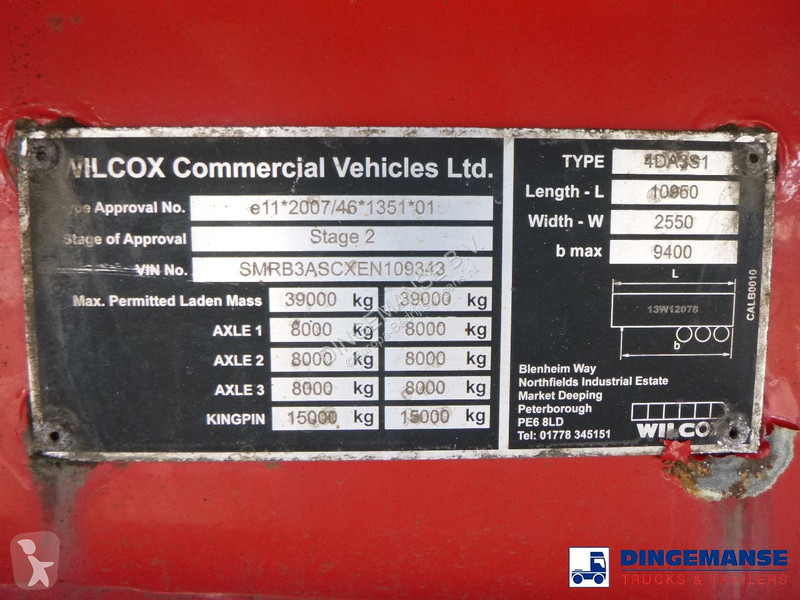 WILCOX Commercial Vehicles Ltd.
Type Approval No. e11*2007/46*1351*01
Stage of Approval Stage 2
VIN No. SMRB3ASCXEN109343
Max. Permitted Laden Mass 39000 kg 39000 kg
AXLE 1 8000 kg 8000 kg
AXLE 2 8000 kg 8000 kg
AXLE 3 8000 kg 8000 kg
KINGPIN 15000 kg 15000 kg
TYPE 4DA3S1
Length - L 10960
Width - W 2550
b max 9400
L
13W12078
b
CALB0010
Blenheim Way
Northfields Industrial Estate
Market Deeping
Peterborough
PE6 8LD
Tel: 01778 345151
WILCOX
DINGEMANSE B.V.
DINGEMANSE
TRUCKS & TRAILERS